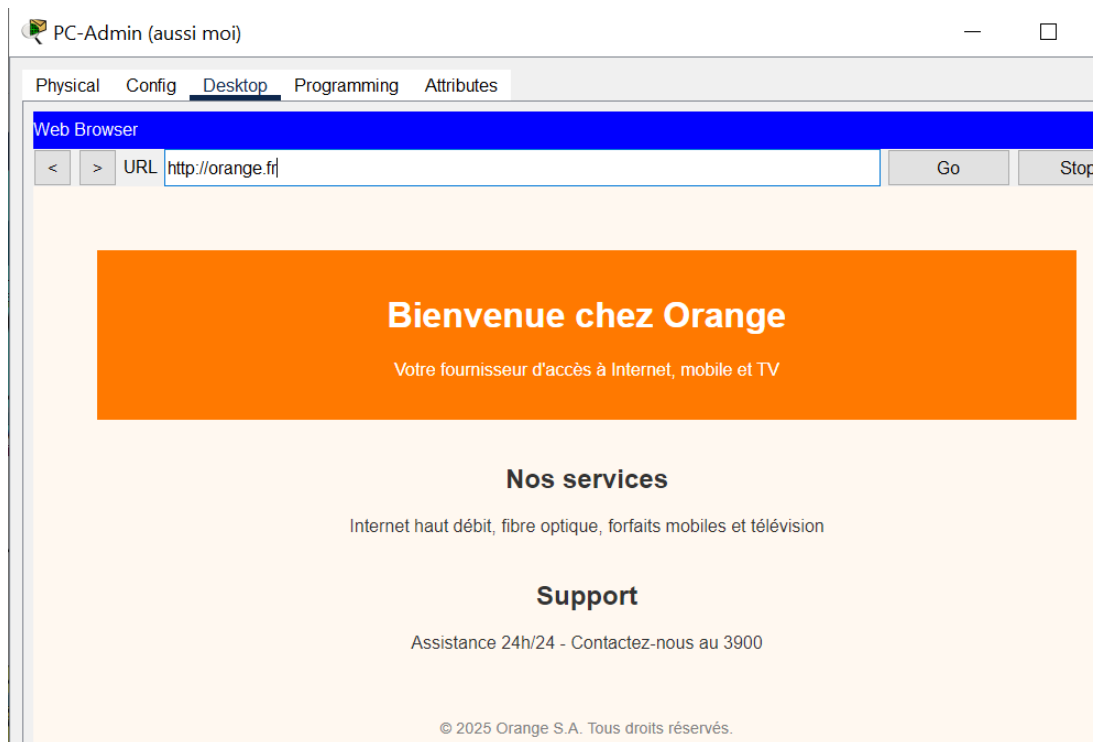 PC-Admin (aussi moi)
Physical Config Desktop Programming Attributes
Web Browser
< > URL http://orange.fr Go Stop
Bienvenue chez Orange
Votre fournisseur d'accès à Internet, mobile et TV
Nos services
Internet haut débit, fibre optique, forfaits mobiles et télévision
Support
Assistance 24h/24 - Contactez-nous au 3900
© 2025 Orange S.A. Tous droits réservés.